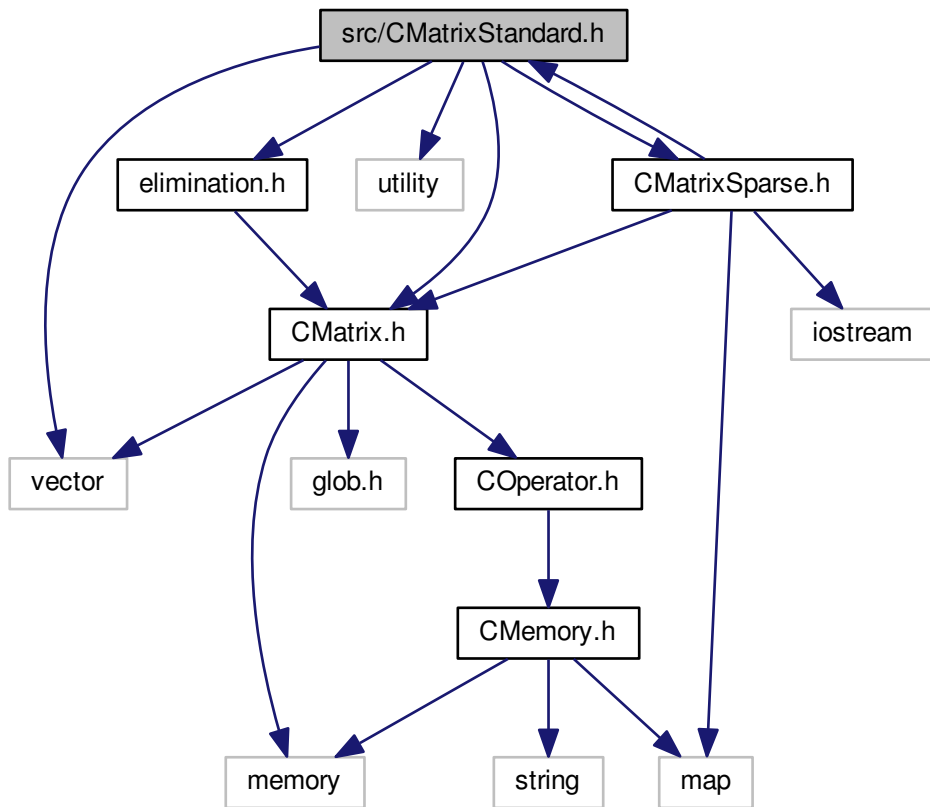 src/CMatrixStandard.h
elimination.h
utility
CMatrixSparse.h
CMatrix.h
iostream
vector
glob.h
COperator.h
CMemory.h
memory
string
map